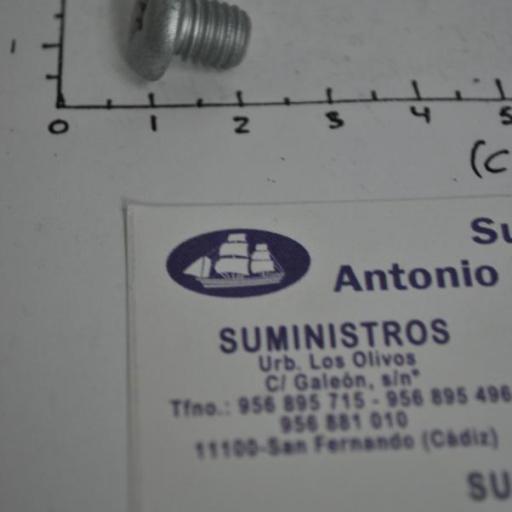 1
0 1 2 3 4 5
(c
Su
Antonio
SUMINISTROS
Urb. Los Olivos
C/ Galeón, s/nº
Tfno.: 956 895 715 - 956 895 496
956 881 010
11100-San Fernando (Cádiz)
SU